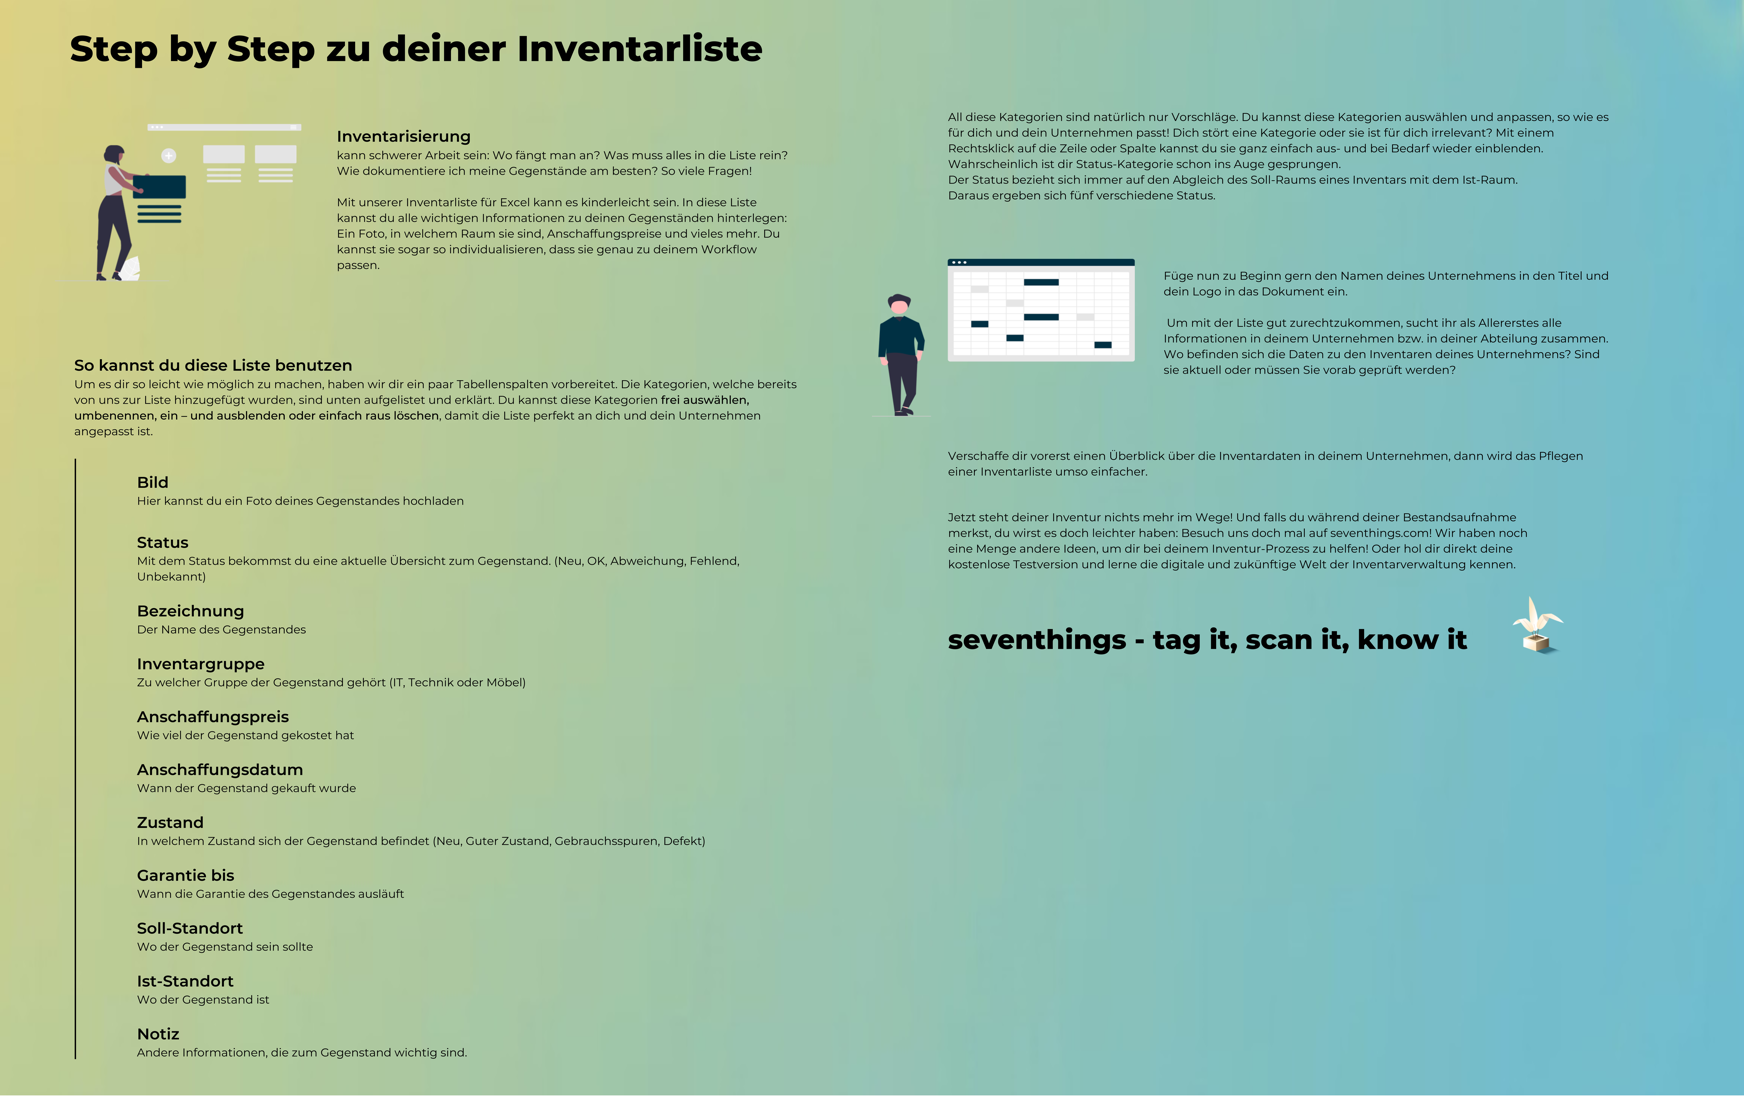 Step by Step zu deiner Inventarliste
Inventarisierung
kann schwerer Arbeit sein: Wo fängt man an? Was muss alles in die Liste rein?
Wie dokumentiere ich meine Gegenstände am besten? So viele Fragen!
Mit unserer Inventarliste für Excel kann es kinderleicht sein. In diese Liste
kannst du alle wichtigen Informationen zu deinen Gegenständen hinterlegen:
Ein Foto, in welchem Raum sie sind, Anschaffungspreise und vieles mehr. Du
kannst sie sogar so individualisieren, dass sie genau zu deinem Workflow
passen.
So kannst du diese Liste benutzen
Um es dir so leicht wie möglich zu machen, haben wir dir ein paar Tabellenspalten vorbereitet. Die Kategorien, welche bereits
von uns zur Liste hinzugefügt wurden, sind unten aufgelistet und erklärt. Du kannst diese Kategorien frei auswählen,
umbenennen, ein – und ausblenden oder einfach raus löschen, damit die Liste perfekt an dich und dein Unternehmen
angepasst ist.
Bild
Hier kannst du ein Foto deines Gegenstandes hochladen
Status
Mit dem Status bekommst du eine aktuelle Übersicht zum Gegenstand. (Neu, OK, Abweichung, Fehlend,
Unbekannt)
Bezeichnung
Der Name des Gegenstandes
Inventargruppe
Zu welcher Gruppe der Gegenstand gehört (IT, Technik oder Möbel)
Anschaffungspreis
Wie viel der Gegenstand gekostet hat
Anschaffungsdatum
Wann der Gegenstand gekauft wurde
Zustand
In welchem Zustand sich der Gegenstand befindet (Neu, Guter Zustand, Gebrauchsspuren, Defekt)
Garantie bis
Wann die Garantie des Gegenstandes ausläuft
Soll-Standort
Wo der Gegenstand sein sollte
Ist-Standort
Wo der Gegenstand ist
Notiz
Andere Informationen, die zum Gegenstand wichtig sind.
All diese Kategorien sind natürlich nur Vorschläge. Du kannst diese Kategorien auswählen und anpassen, so wie es
für dich und dein Unternehmen passt! Dich stört eine Kategorie oder sie ist für dich irrelevant? Mit einem
Rechtsklick auf die Zeile oder Spalte kannst du sie ganz einfach aus- und bei Bedarf wieder einblenden.
Wahrscheinlich ist dir Status-Kategorie schon ins Auge gesprungen.
Der Status bezieht sich immer auf den Abgleich des Soll-Raums eines Inventars mit dem Ist-Raum.
Daraus ergeben sich fünf verschiedene Status.
Füge nun zu Beginn gern den Namen deines Unternehmens in den Titel und
dein Logo in das Dokument ein.
Um mit der Liste gut zurechtzukommen, sucht ihr als Allererstes alle
Informationen in deinem Unternehmen bzw. in deiner Abteilung zusammen.
Wo befinden sich die Daten zu den Inventaren deines Unternehmens? Sind
sie aktuell oder müssen Sie vorab geprüft werden?
Verschaffe dir vorerst einen Überblick über die Inventardaten in deinem Unternehmen, dann wird das Pflegen
einer Inventarliste umso einfacher.
Jetzt steht deiner Inventur nichts mehr im Wege! Und falls du während deiner Bestandsaufnahme
merkst, du wirst es doch leichter haben: Besuch uns doch mal auf seventhings.com! Wir haben noch
eine Menge andere Ideen, um dir bei deinem Inventur-Prozess zu helfen! Oder hol dir direkt deine
kostenlose Testversion und lerne die digitale und zukünftige Welt der Inventarverwaltung kennen.
seventhings - tag it, scan it, know it